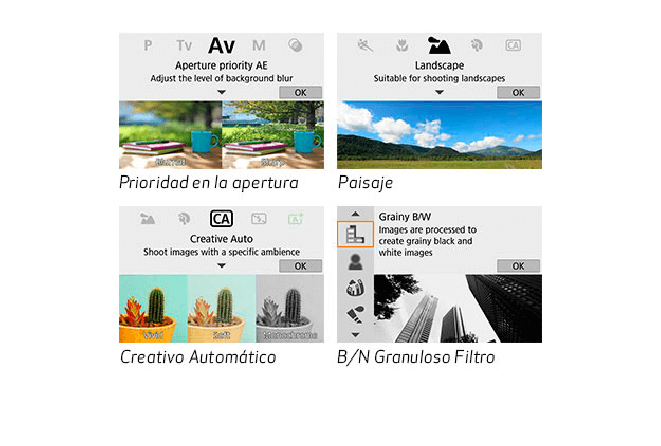 P Tv Av M
Aperture priority AE
Adjust the level of background blur
OK
Blurred Sharp
Prioridad en la apertura
CA
Landscape
Suitable for shooting landscapes
OK
Paisaje
CA A+
Creative Auto
Shoot images with a specific ambience
OK
Vivid Soft Monochrome
Creativo Automático
Grainy B/W
Images are processed to
create grainy black and
white images
OK
B/N Granuloso Filtro